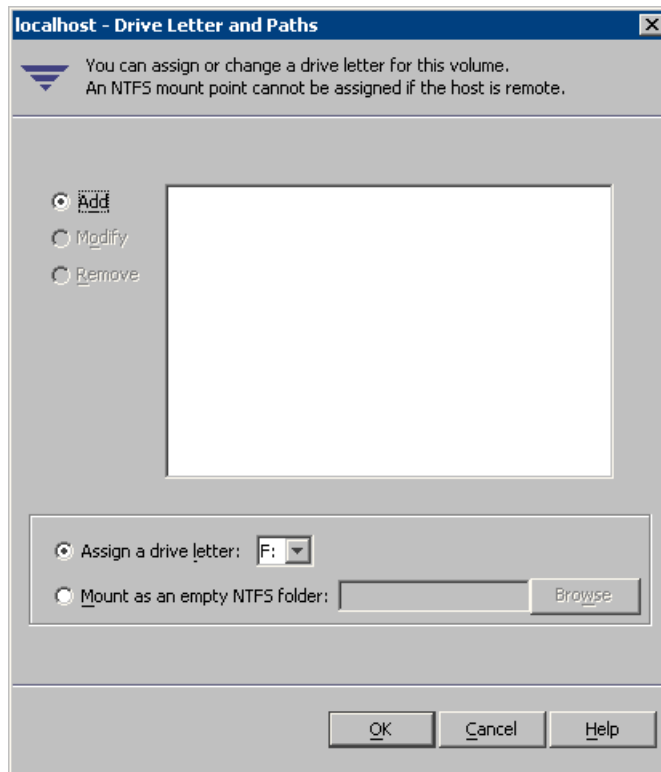 localhost - Drive Letter and Paths
You can assign or change a drive letter for this volume.
An NTFS mount point cannot be assigned if the host is remote.
Add
Modify
Remove
Assign a drive letter: F:
Mount as an empty NTFS folder: Browse
OK Cancel Help